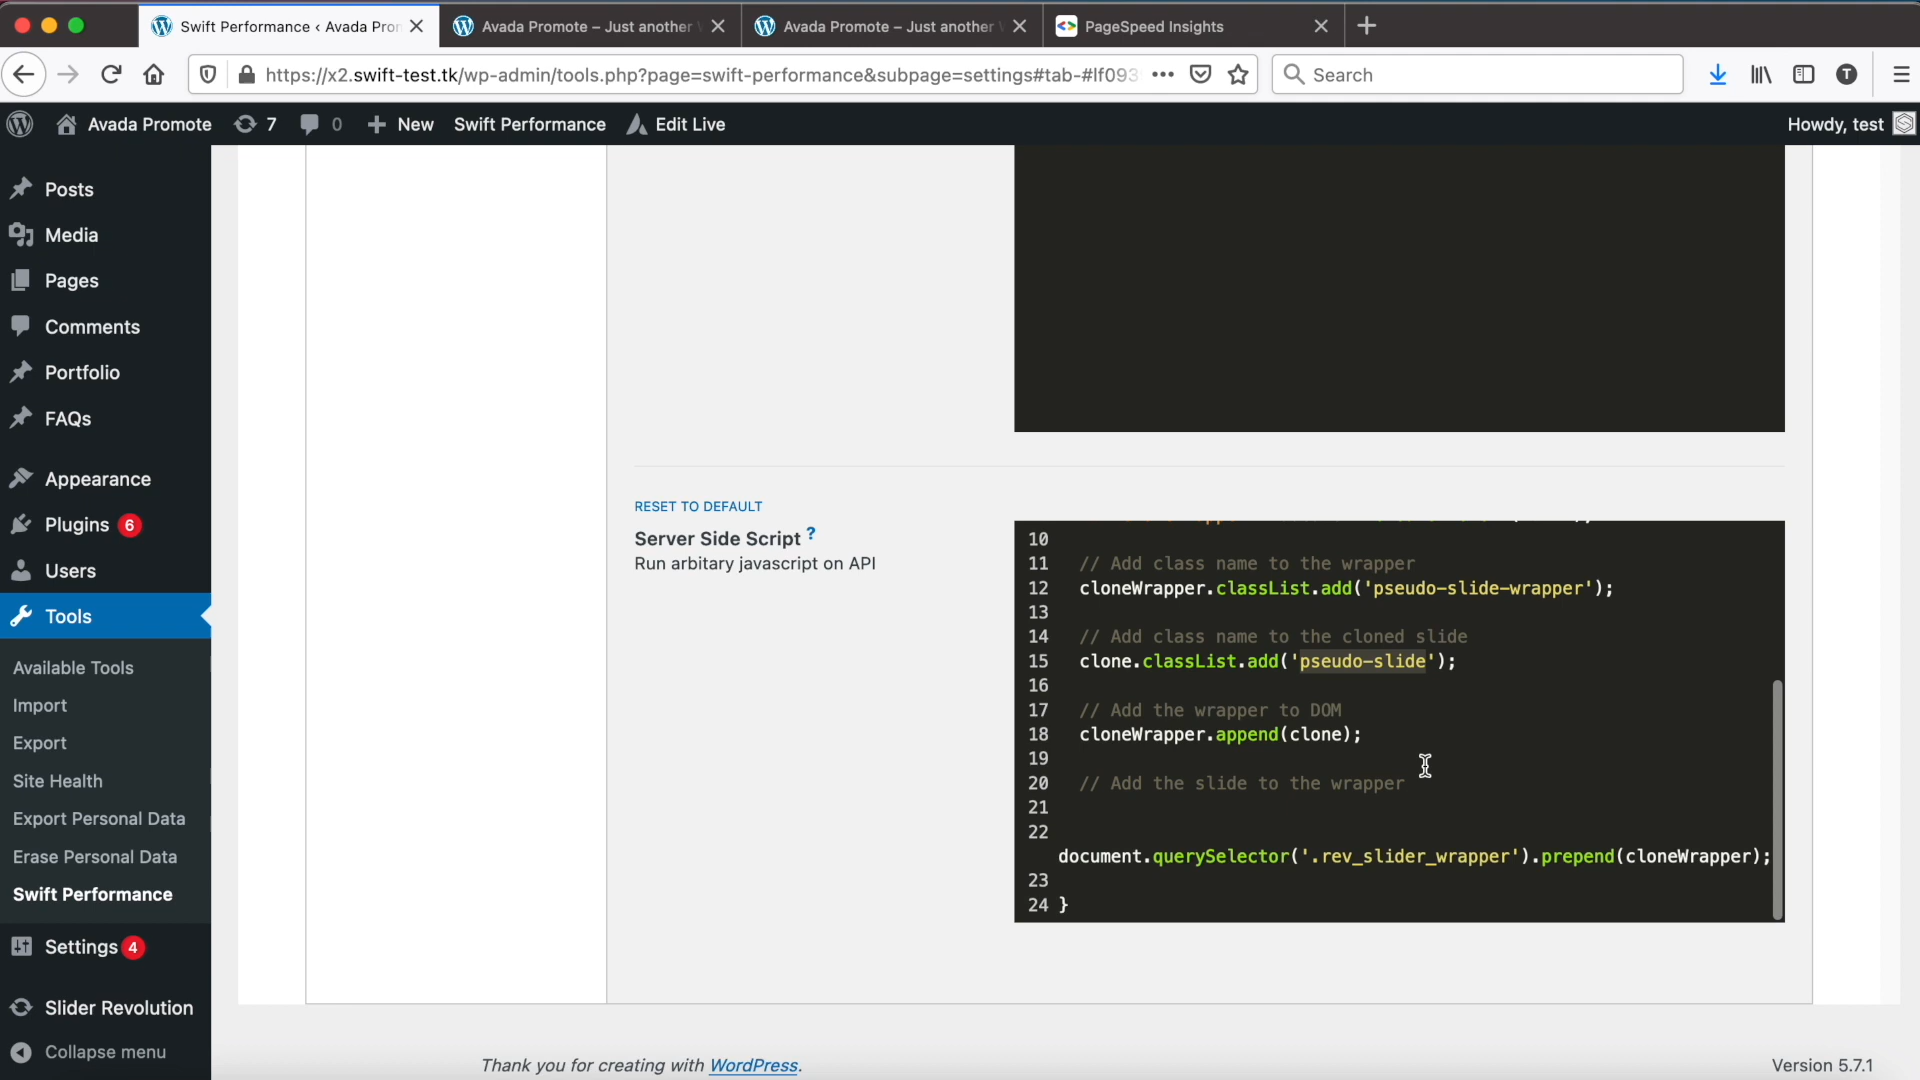 Swift Performance ‹ Avada Pron
Avada Promote – Just another
Avada Promote – Just another
PageSpeed Insights
https://x2.swift-test.tk/wp-admin/tools.php?page=swift-performance&subpage=settings#tab-#lf093
Search
T
Avada Promote
7
0
New
Swift Performance
Edit Live
Howdy, test
Posts
Media
Pages
Comments
Portfolio
FAQs
Appearance
Plugins 6
Users
Tools
Available Tools
Import
Export
Site Health
Export Personal Data
Erase Personal Data
Swift Performance
Settings 4
Slider Revolution
Collapse menu
RESET TO DEFAULT
Server Side Script ?
Run arbitary javascript on API
10
11 // Add class name to the wrapper
12 cloneWrapper.classList.add('pseudo-slide-wrapper');
13
14 // Add class name to the cloned slide
15 clone.classList.add('pseudo-slide');
16
17 // Add the wrapper to DOM
18 cloneWrapper.append(clone);
19
20 // Add the slide to the wrapper
21
22
document.querySelector('.rev_slider_wrapper').prepend(cloneWrapper);
23
24 }
Thank you for creating with WordPress.
Version 5.7.1